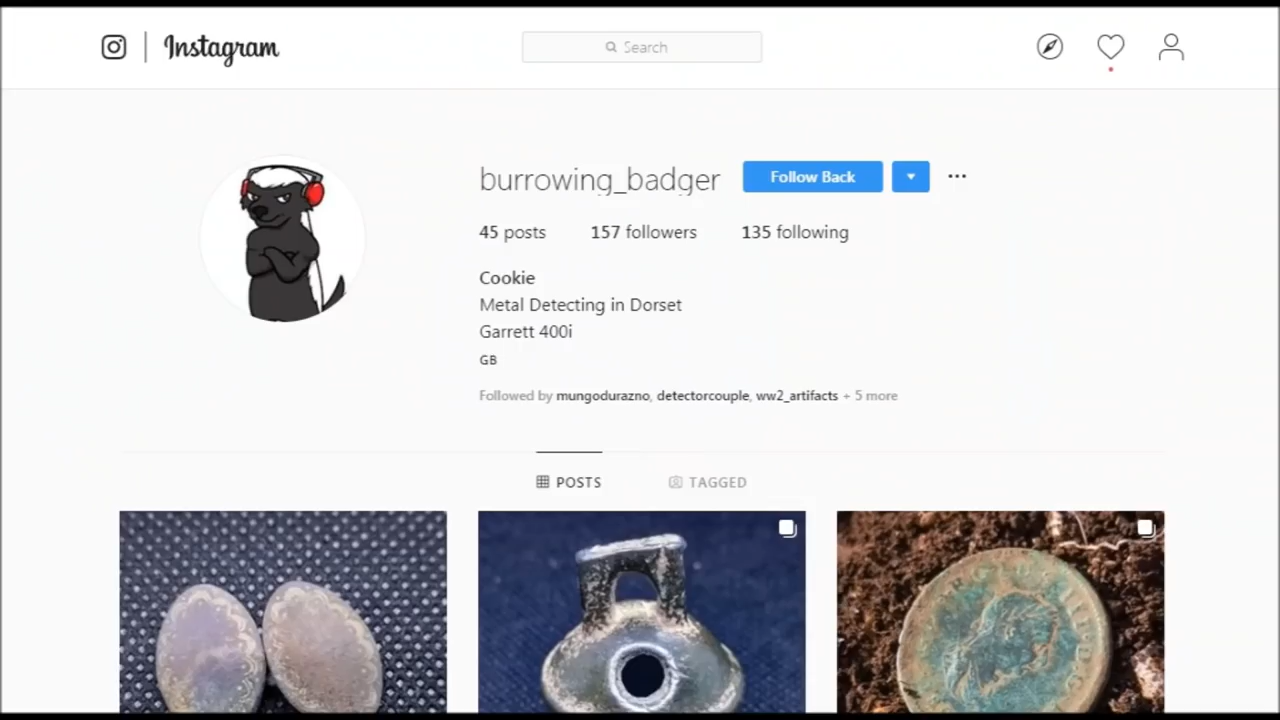 Instagram
Search
burrowing_badger
Follow Back
45 posts 157 followers 135 following
Cookie
Metal Detecting in Dorset
Garrett 400i
GB
Followed by mungodurazno, detectorcouple, ww2_artifacts + 5 more
POSTS
TAGGED